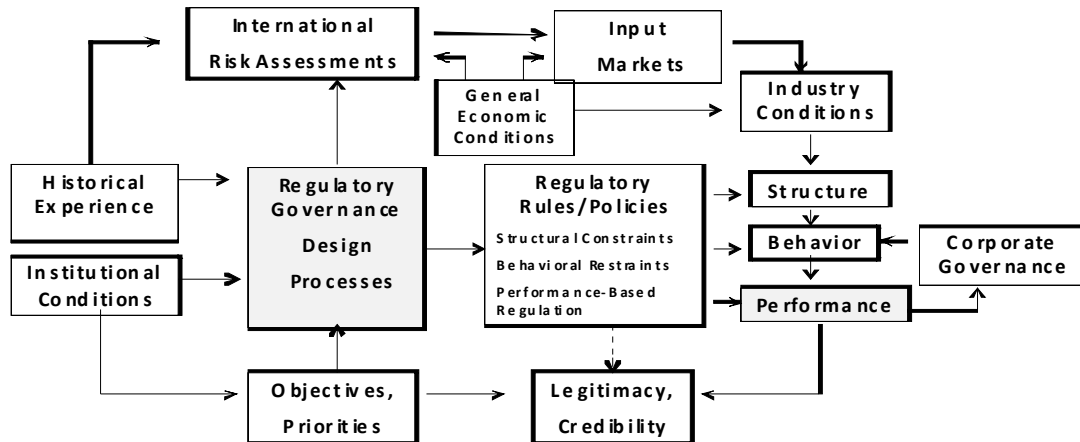 International
Risk Assessments
Input
Markets
General
Economic
Conditions
Industry
Conditions
Historical
Experience
Regulatory
Governance
Design
Processes
Regulatory
Rules/Policies
Structural Constraints
Behavioral Restraints
Performance-Based
Regulation
Structure
Behavior
Corporate
Governance
Institutional
Conditions
Performance
Objectives,
Priorities
Legitimacy,
Credibility